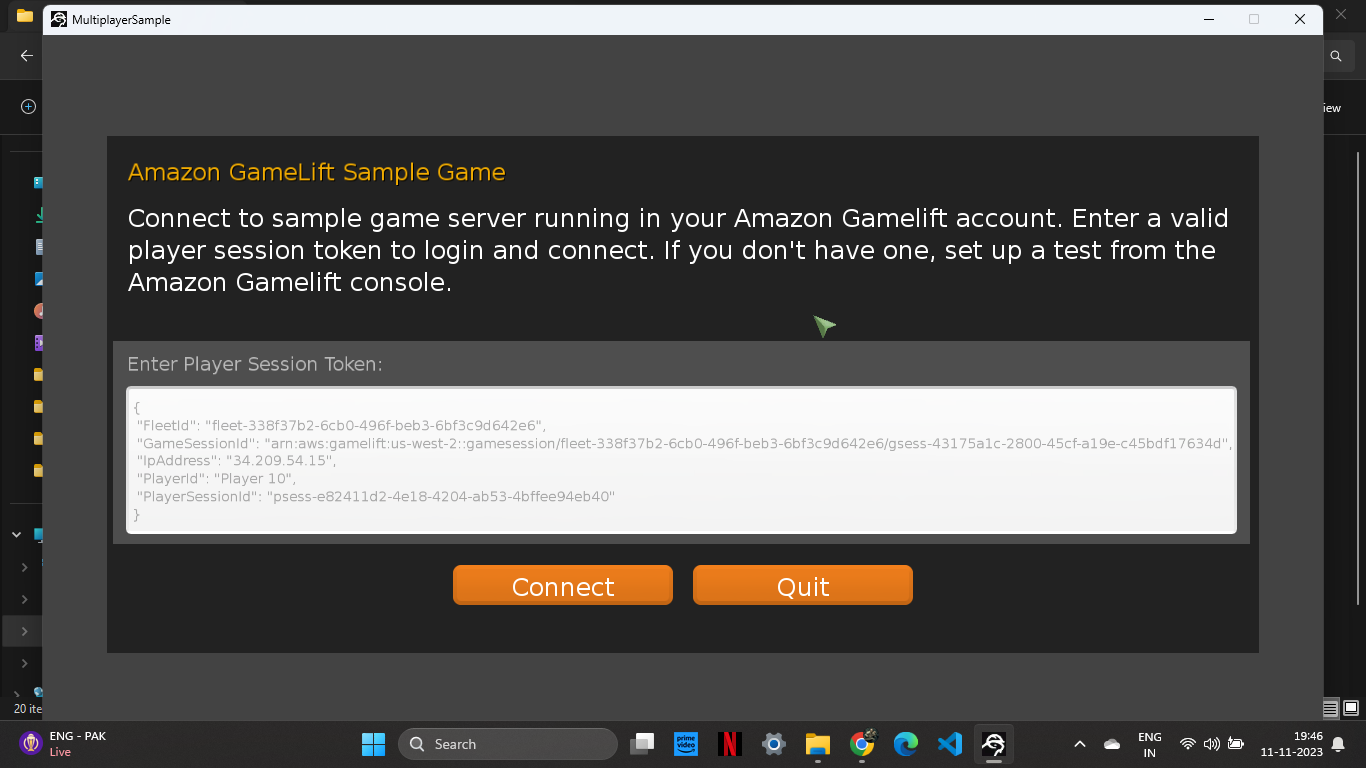 MultiplayerSample
iew
Amazon GameLift Sample Game
Connect to sample game server running in your Amazon Gamelift account. Enter a valid
player session token to login and connect. If you don't have one, set up a test from the
Amazon Gamelift console.
Enter Player Session Token:
{
"FleetId": "fleet-338f37b2-6cb0-496f-beb3-6bf3c9d642e6",
"GameSessionId": "arn:aws:gamelift:us-west-2::gamesession/fleet-338f37b2-6cb0-496f-beb3-6bf3c9d642e6/gsess-43175a1c-2800-45cf-a19e-c45bdf17634d",
"IpAddress": "34.209.54.15",
"PlayerId": "Player 10",
"PlayerSessionId": "psess-e82411d2-4e18-4204-ab53-4bffee94eb40"
}
Connect
Quit
20 ite
ENG - PAK
Live
Search
prime video
N
ENG
IN
19:46
11-11-2023